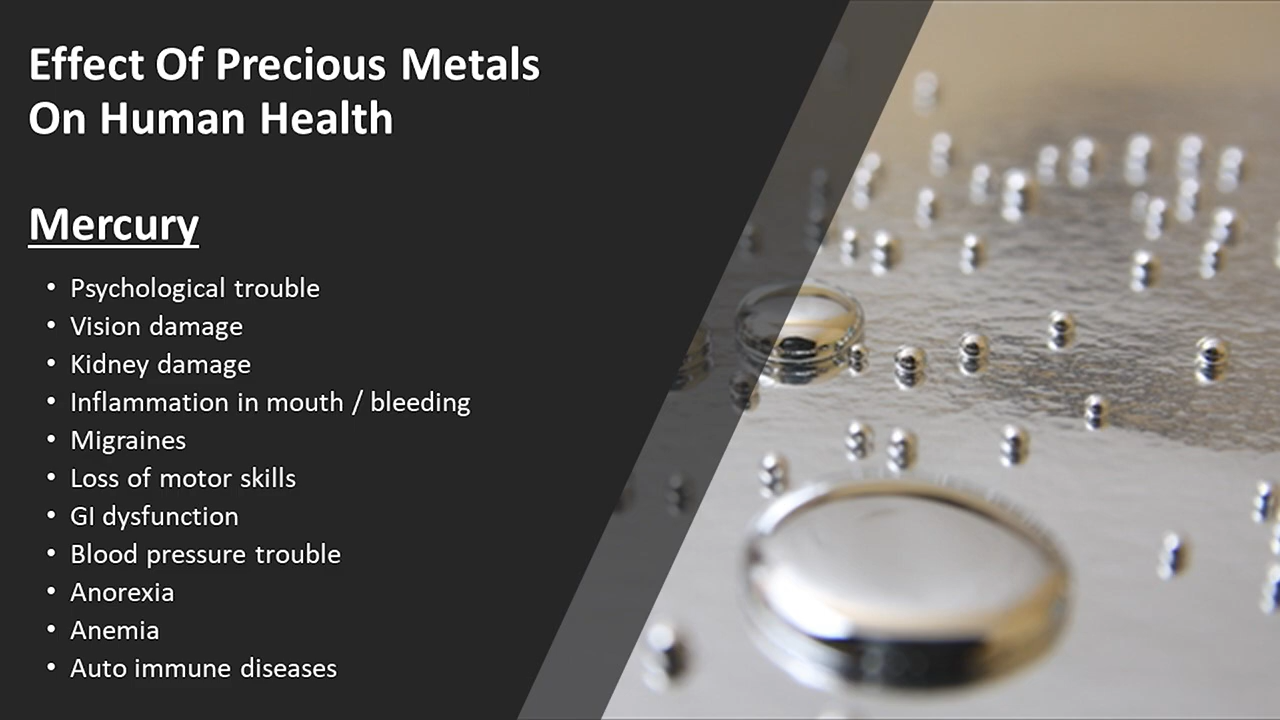 Effect Of Precious Metals
On Human Health
Mercury
• Psychological trouble
• Vision damage
• Kidney damage
• Inflammation in mouth / bleeding
• Migraines
• Loss of motor skills
• GI dysfunction
• Blood pressure trouble
• Anorexia
• Anemia
• Auto immune diseases